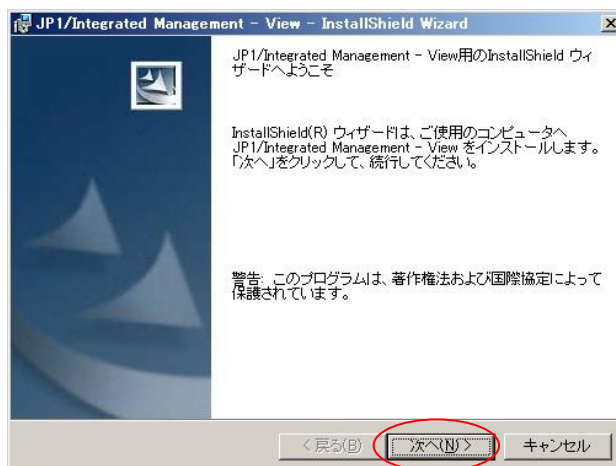 JP1/Integrated Management - View - InstallShield Wizard
JP1/Integrated Management - View用のInstallShield ウィ
ザードへようこそ
InstallShield(R) ウィザードは、ご使用のコンピュータへ
JP1/Integrated Management - View をインストールします。
「次へ」をクリックして、続行してください。
警告: このプログラムは、著作権法および国際協定によって
保護されています。
< 戻る(B) 次へ(N) > キャンセル